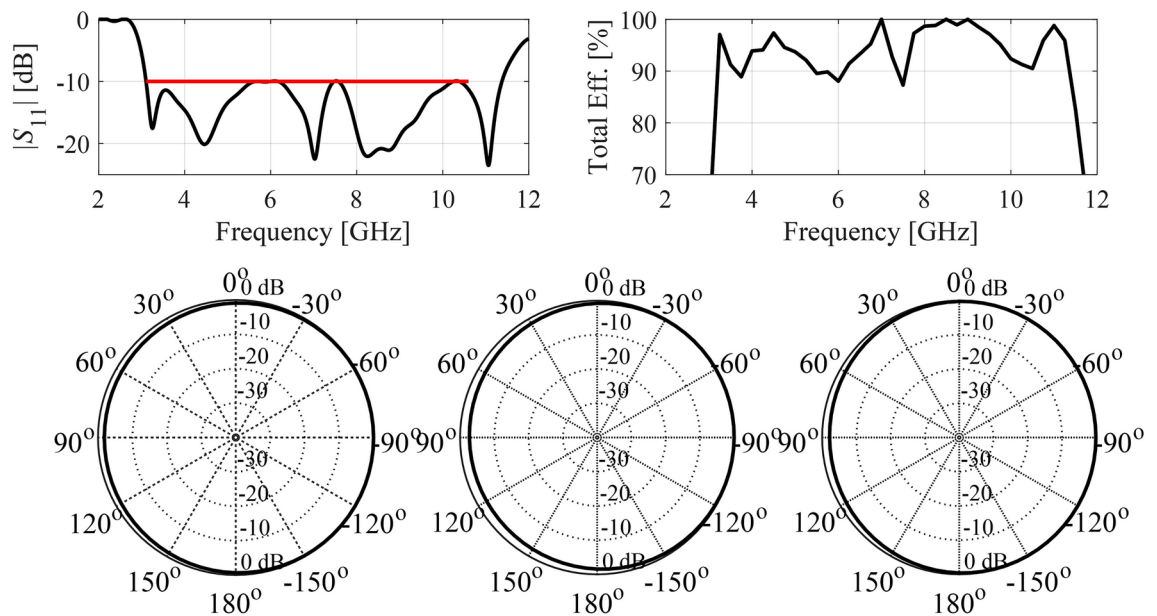 |S11| [dB]
0
-10
-20
2 4 6 8 10 12
Frequency [GHz]
Total Eff. [%]
100
90
80
70
2 4 6 8 10 12
Frequency [GHz]
0o
0 dB
30o
-30o
-10
60o
-60o
-20
-30
90o
-90o
-30
-20
120o
-120o
-10
0 dB
150o
-150o
180o
0o
0 dB
30o
-30o
-10
60o
-60o
-20
-30
90o
-90o
-30
-20
120o
-120o
-10
0 dB
150o
-150o
180o
0o
0 dB
30o
-30o
-10
60o
-60o
-20
-30
90o
-90o
-30
-20
120o
-120o
-10
0 dB
150o
-150o
180o